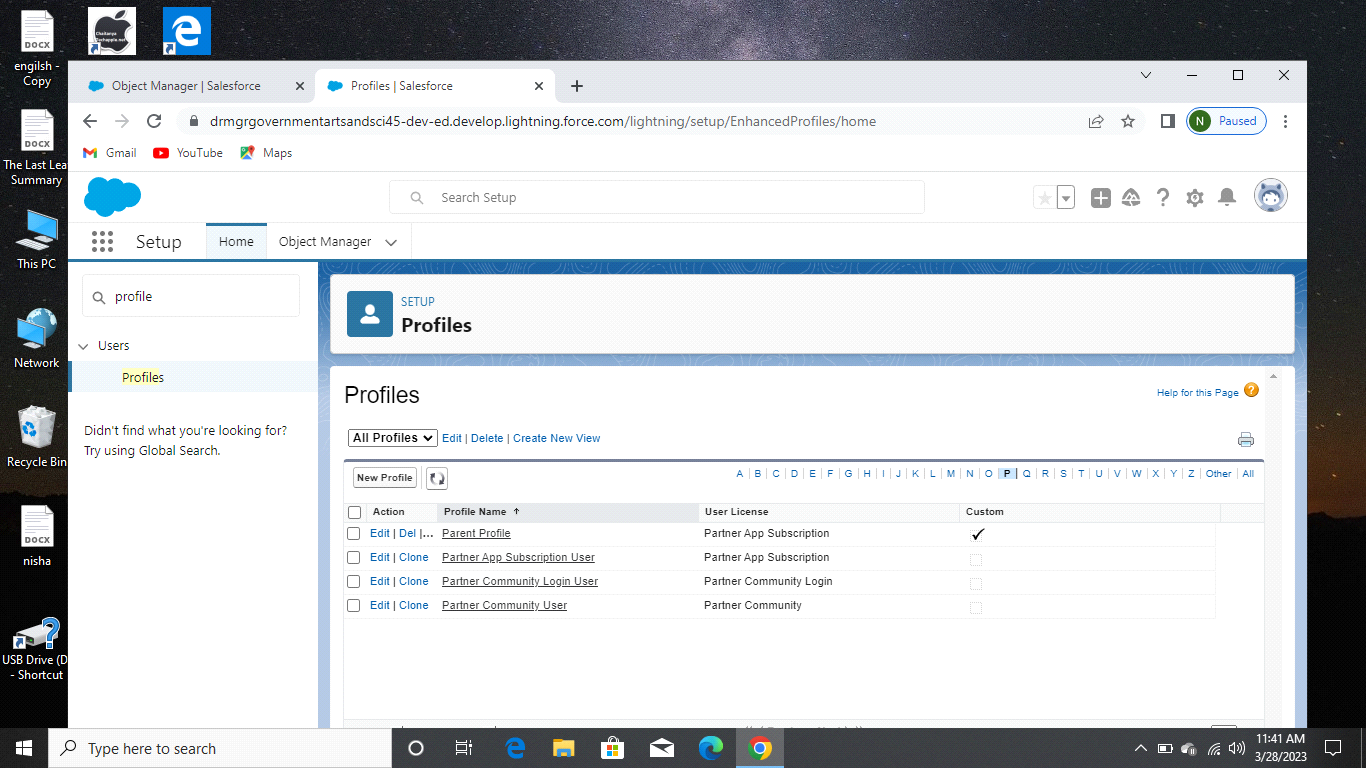 DOCX
engilsh -
Copy
Chaitanya
Techapple.net
DOCX
The Last Lea
Summary
This PC
Network
Recycle Bin
DOCX
nisha
USB Drive (D
- Shortcut
Object Manager | Salesforce
Profiles | Salesforce
drmgrgovernmentartsandsci45-dev-ed.develop.lightning.force.com/lightning/setup/EnhancedProfiles/home
N Paused
Gmail YouTube Maps
Search Setup
Setup Home Object Manager
profile
Users
Profiles
Didn't find what you're looking for?
Try using Global Search.
SETUP
Profiles
Profiles
Help for this Page ?
All Profiles Edit | Delete | Create New View
New Profile
A B C D E F G H I J K L M N O P Q R S T U V W X Y Z Other All
Action Profile Name ↑ User License Custom
Edit | Del |... Parent Profile Partner App Subscription ✓
Edit | Clone Partner App Subscription User Partner App Subscription
Edit | Clone Partner Community Login User Partner Community Login
Edit | Clone Partner Community User Partner Community
Type here to search
11:41 AM
3/28/2023